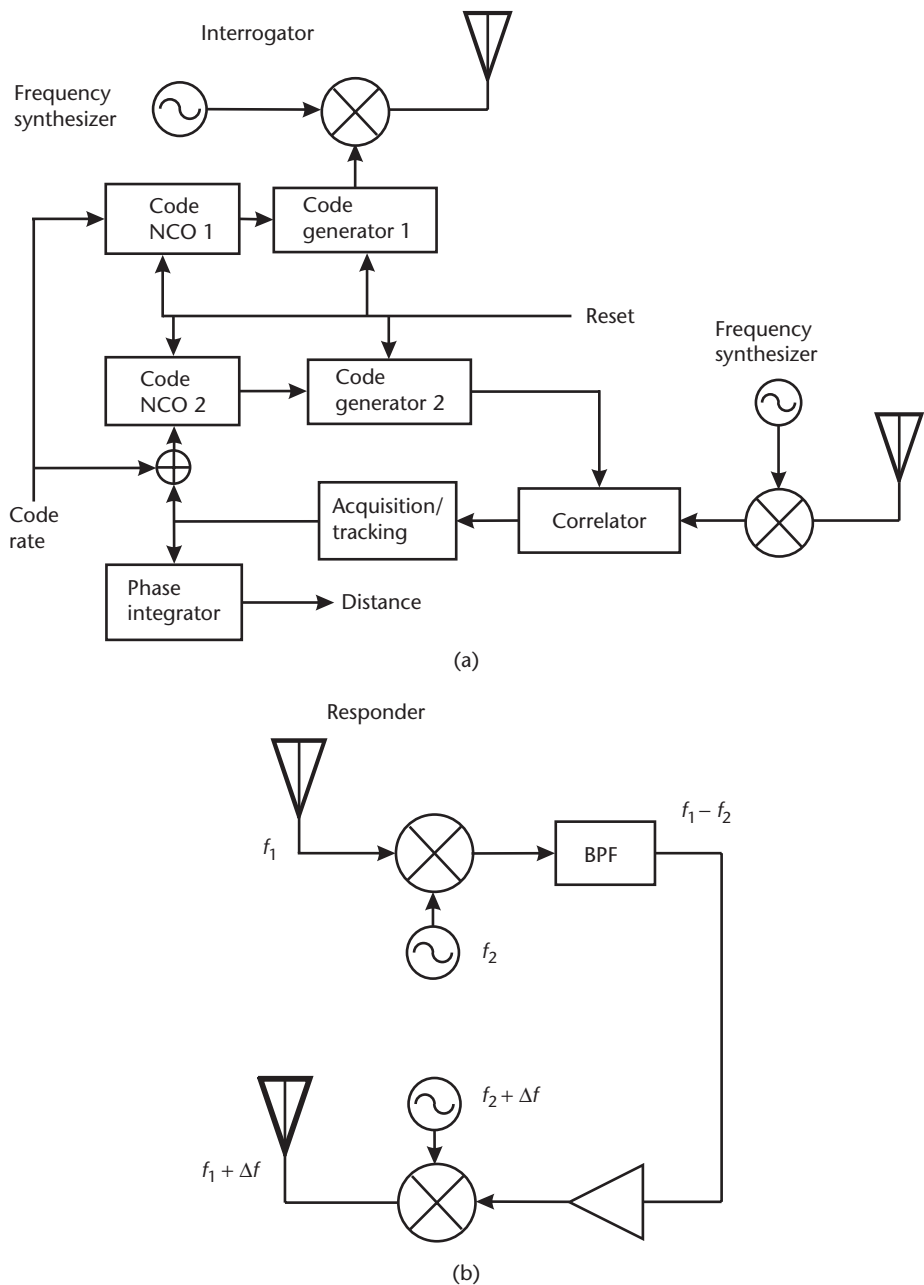 Interrogator
Frequency
synthesizer
Code
NCO 1
Code
generator 1
Reset
Frequency
synthesizer
Code
NCO 2
Code
generator 2
Code
rate
Acquisition/
tracking
Correlator
Phase
integrator
Distance
(a)
Responder
f₁
f₁ – f₂
BPF
f₂
f₂ + Δf
f₁ + Δf
(b)